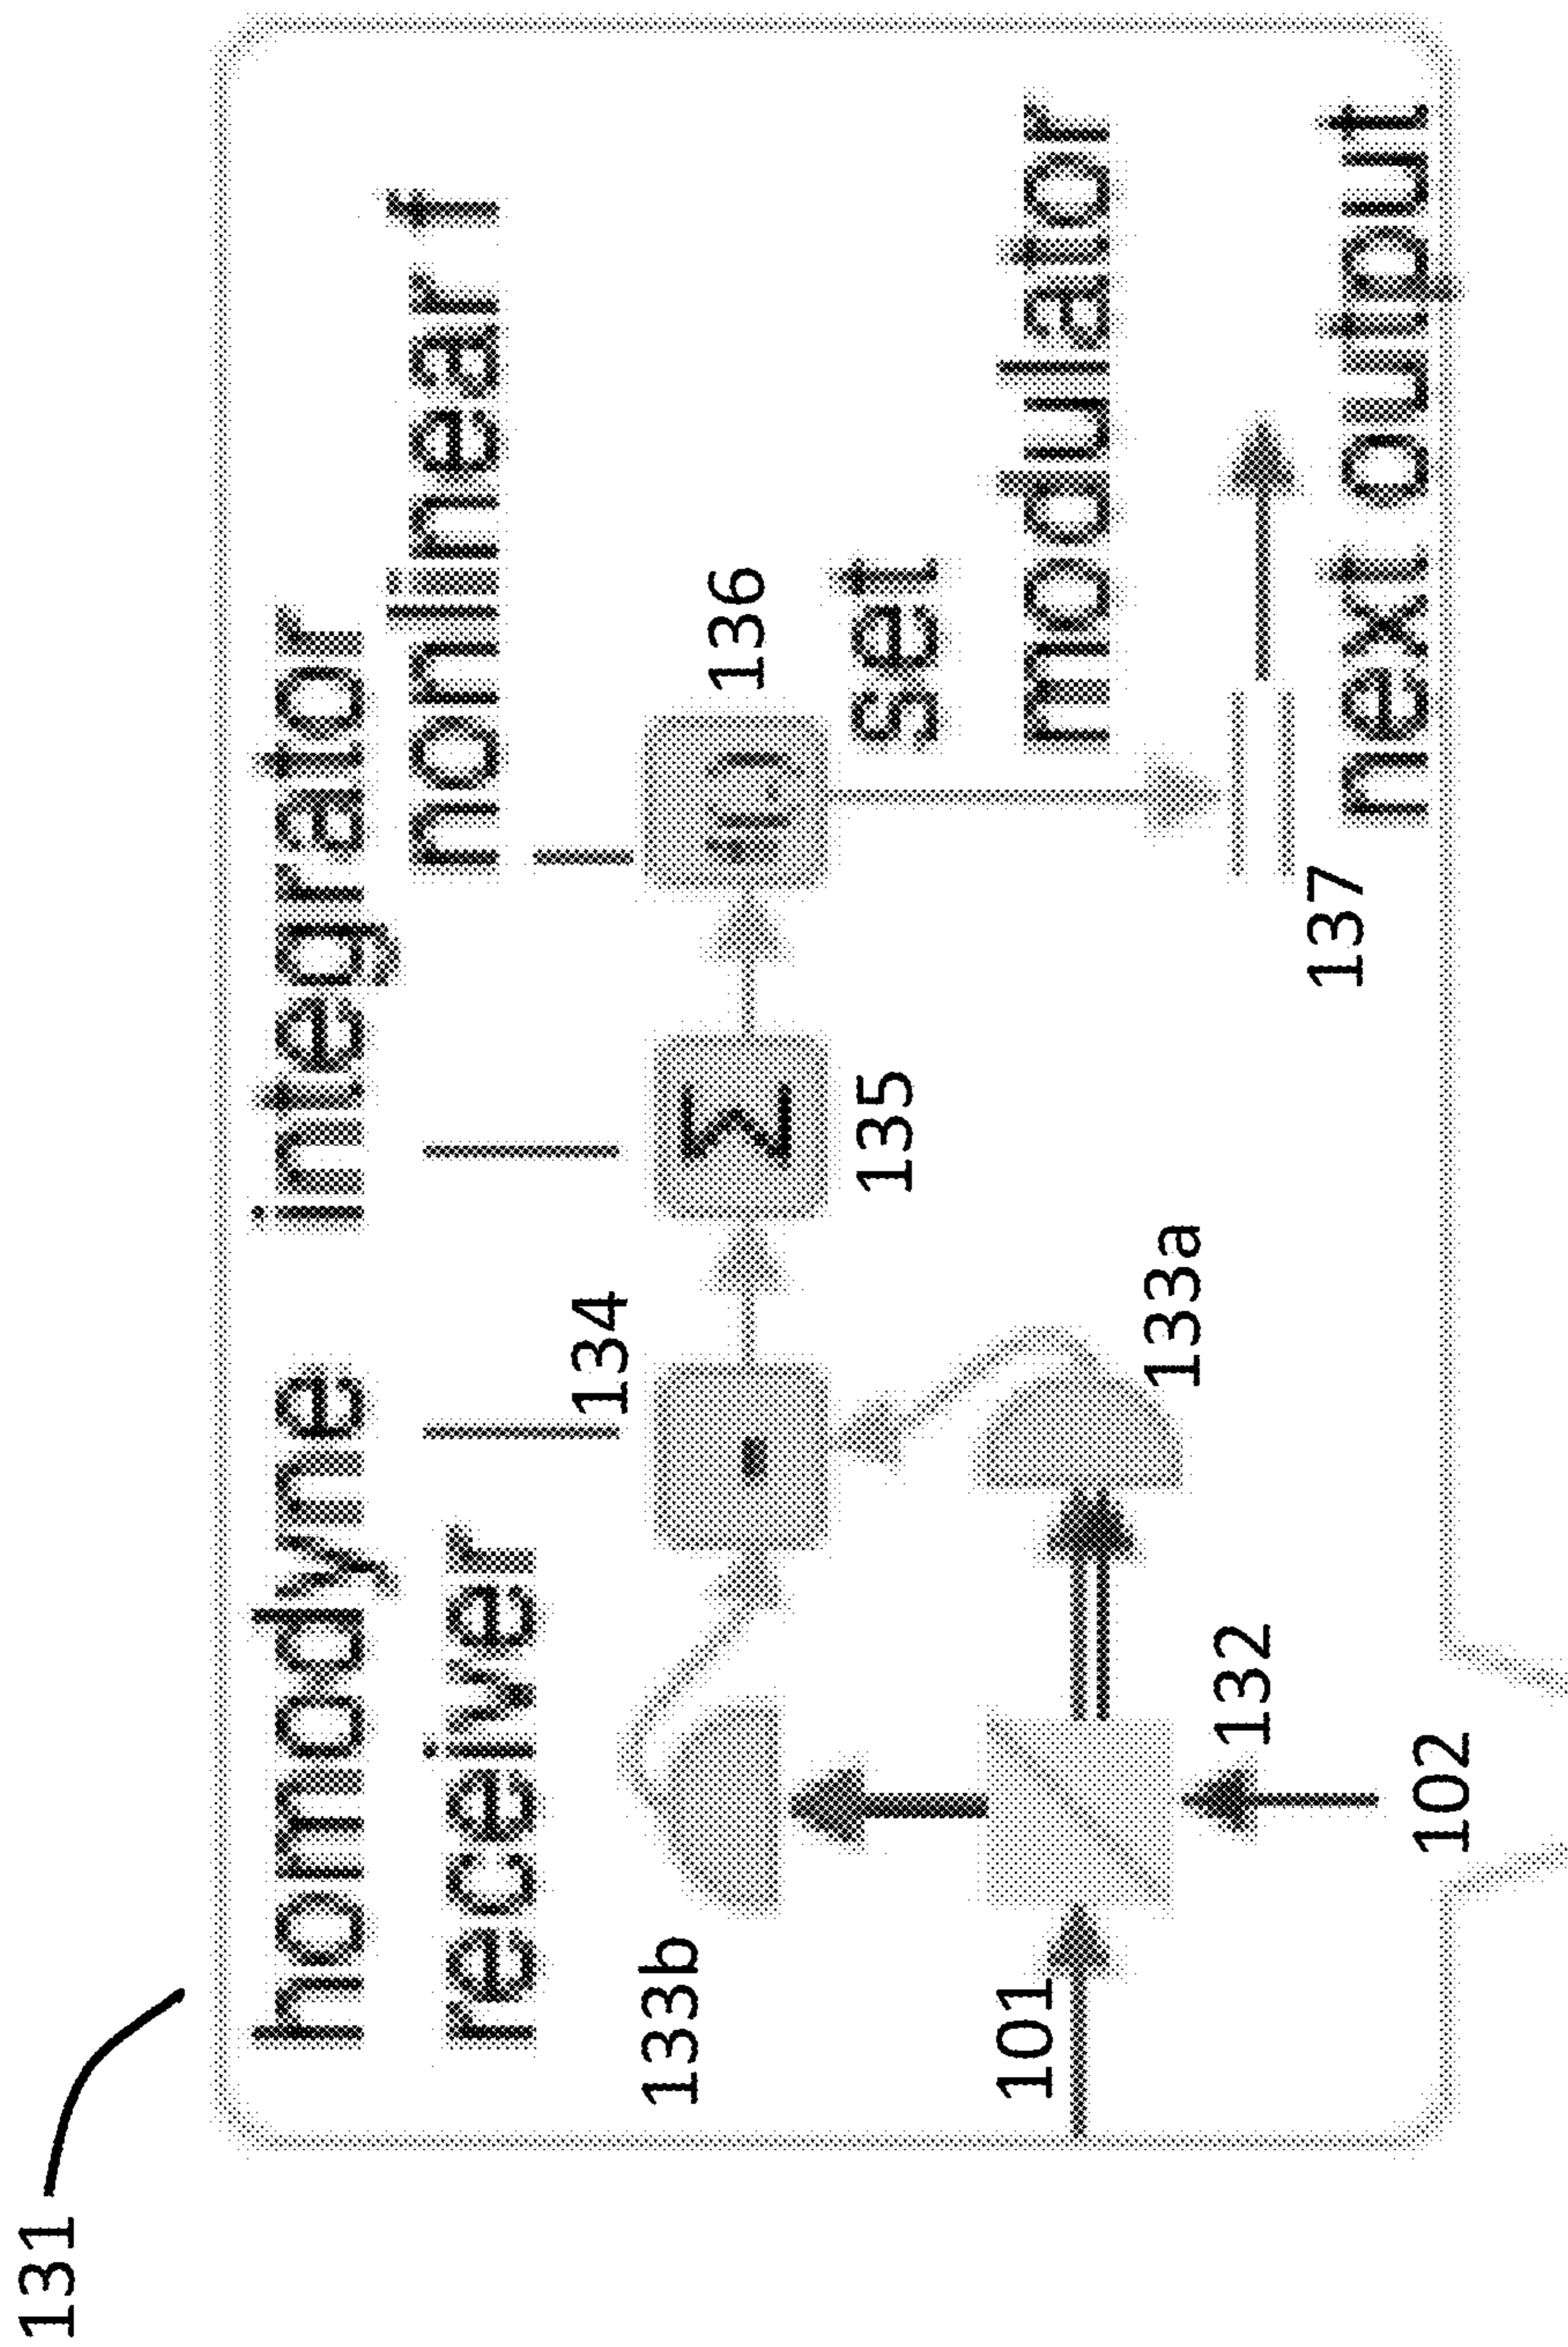 131
homodyne
receiver
integrator
nonlinear f
134
136
133b
Σ
-
135
set
modulator
101
133a
132
137
102
next output